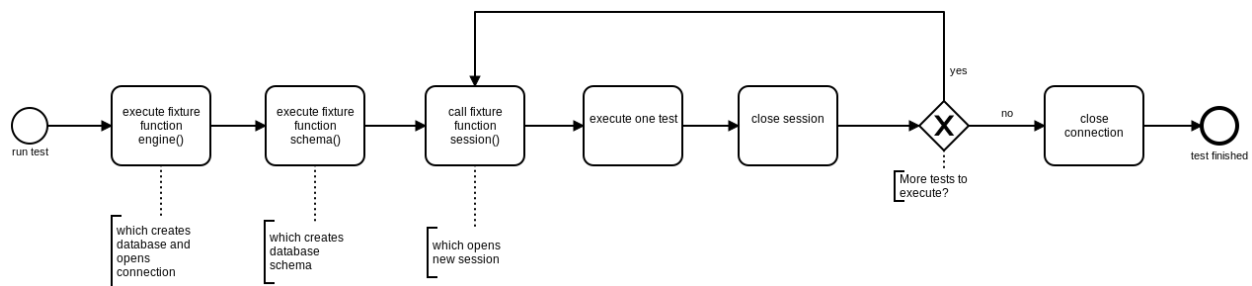 run test
execute fixture
function
engine()
execute fixture
function
schema()
call fixture
function
session()
execute one test
close session
yes
no
close
connection
test finished
More tests to
execute?
which creates
database and
opens
connection
which creates
database
schema
which opens
new session